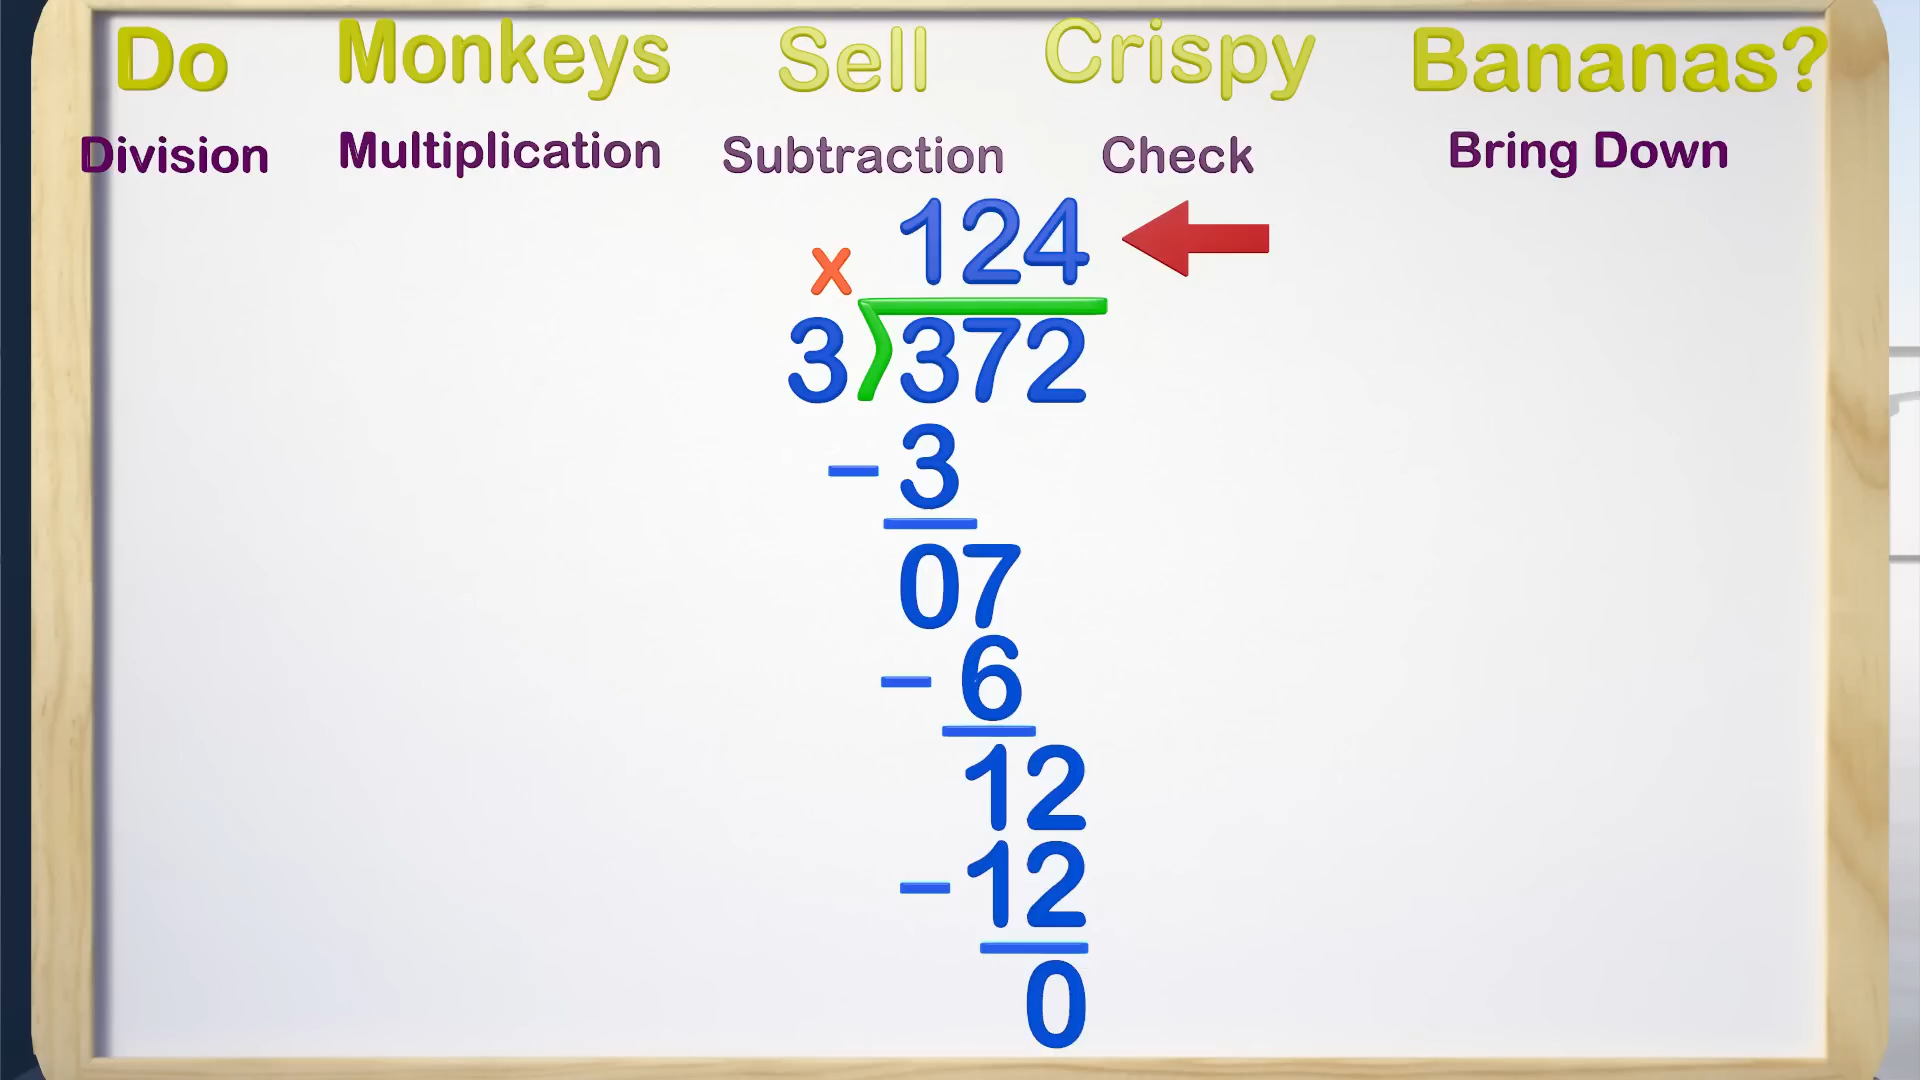 Do Monkeys Sell Crispy Bananas?
Division Multiplication Subtraction Check Bring Down
124
x
3 372
– 3
07
– 6
12
– 12
0